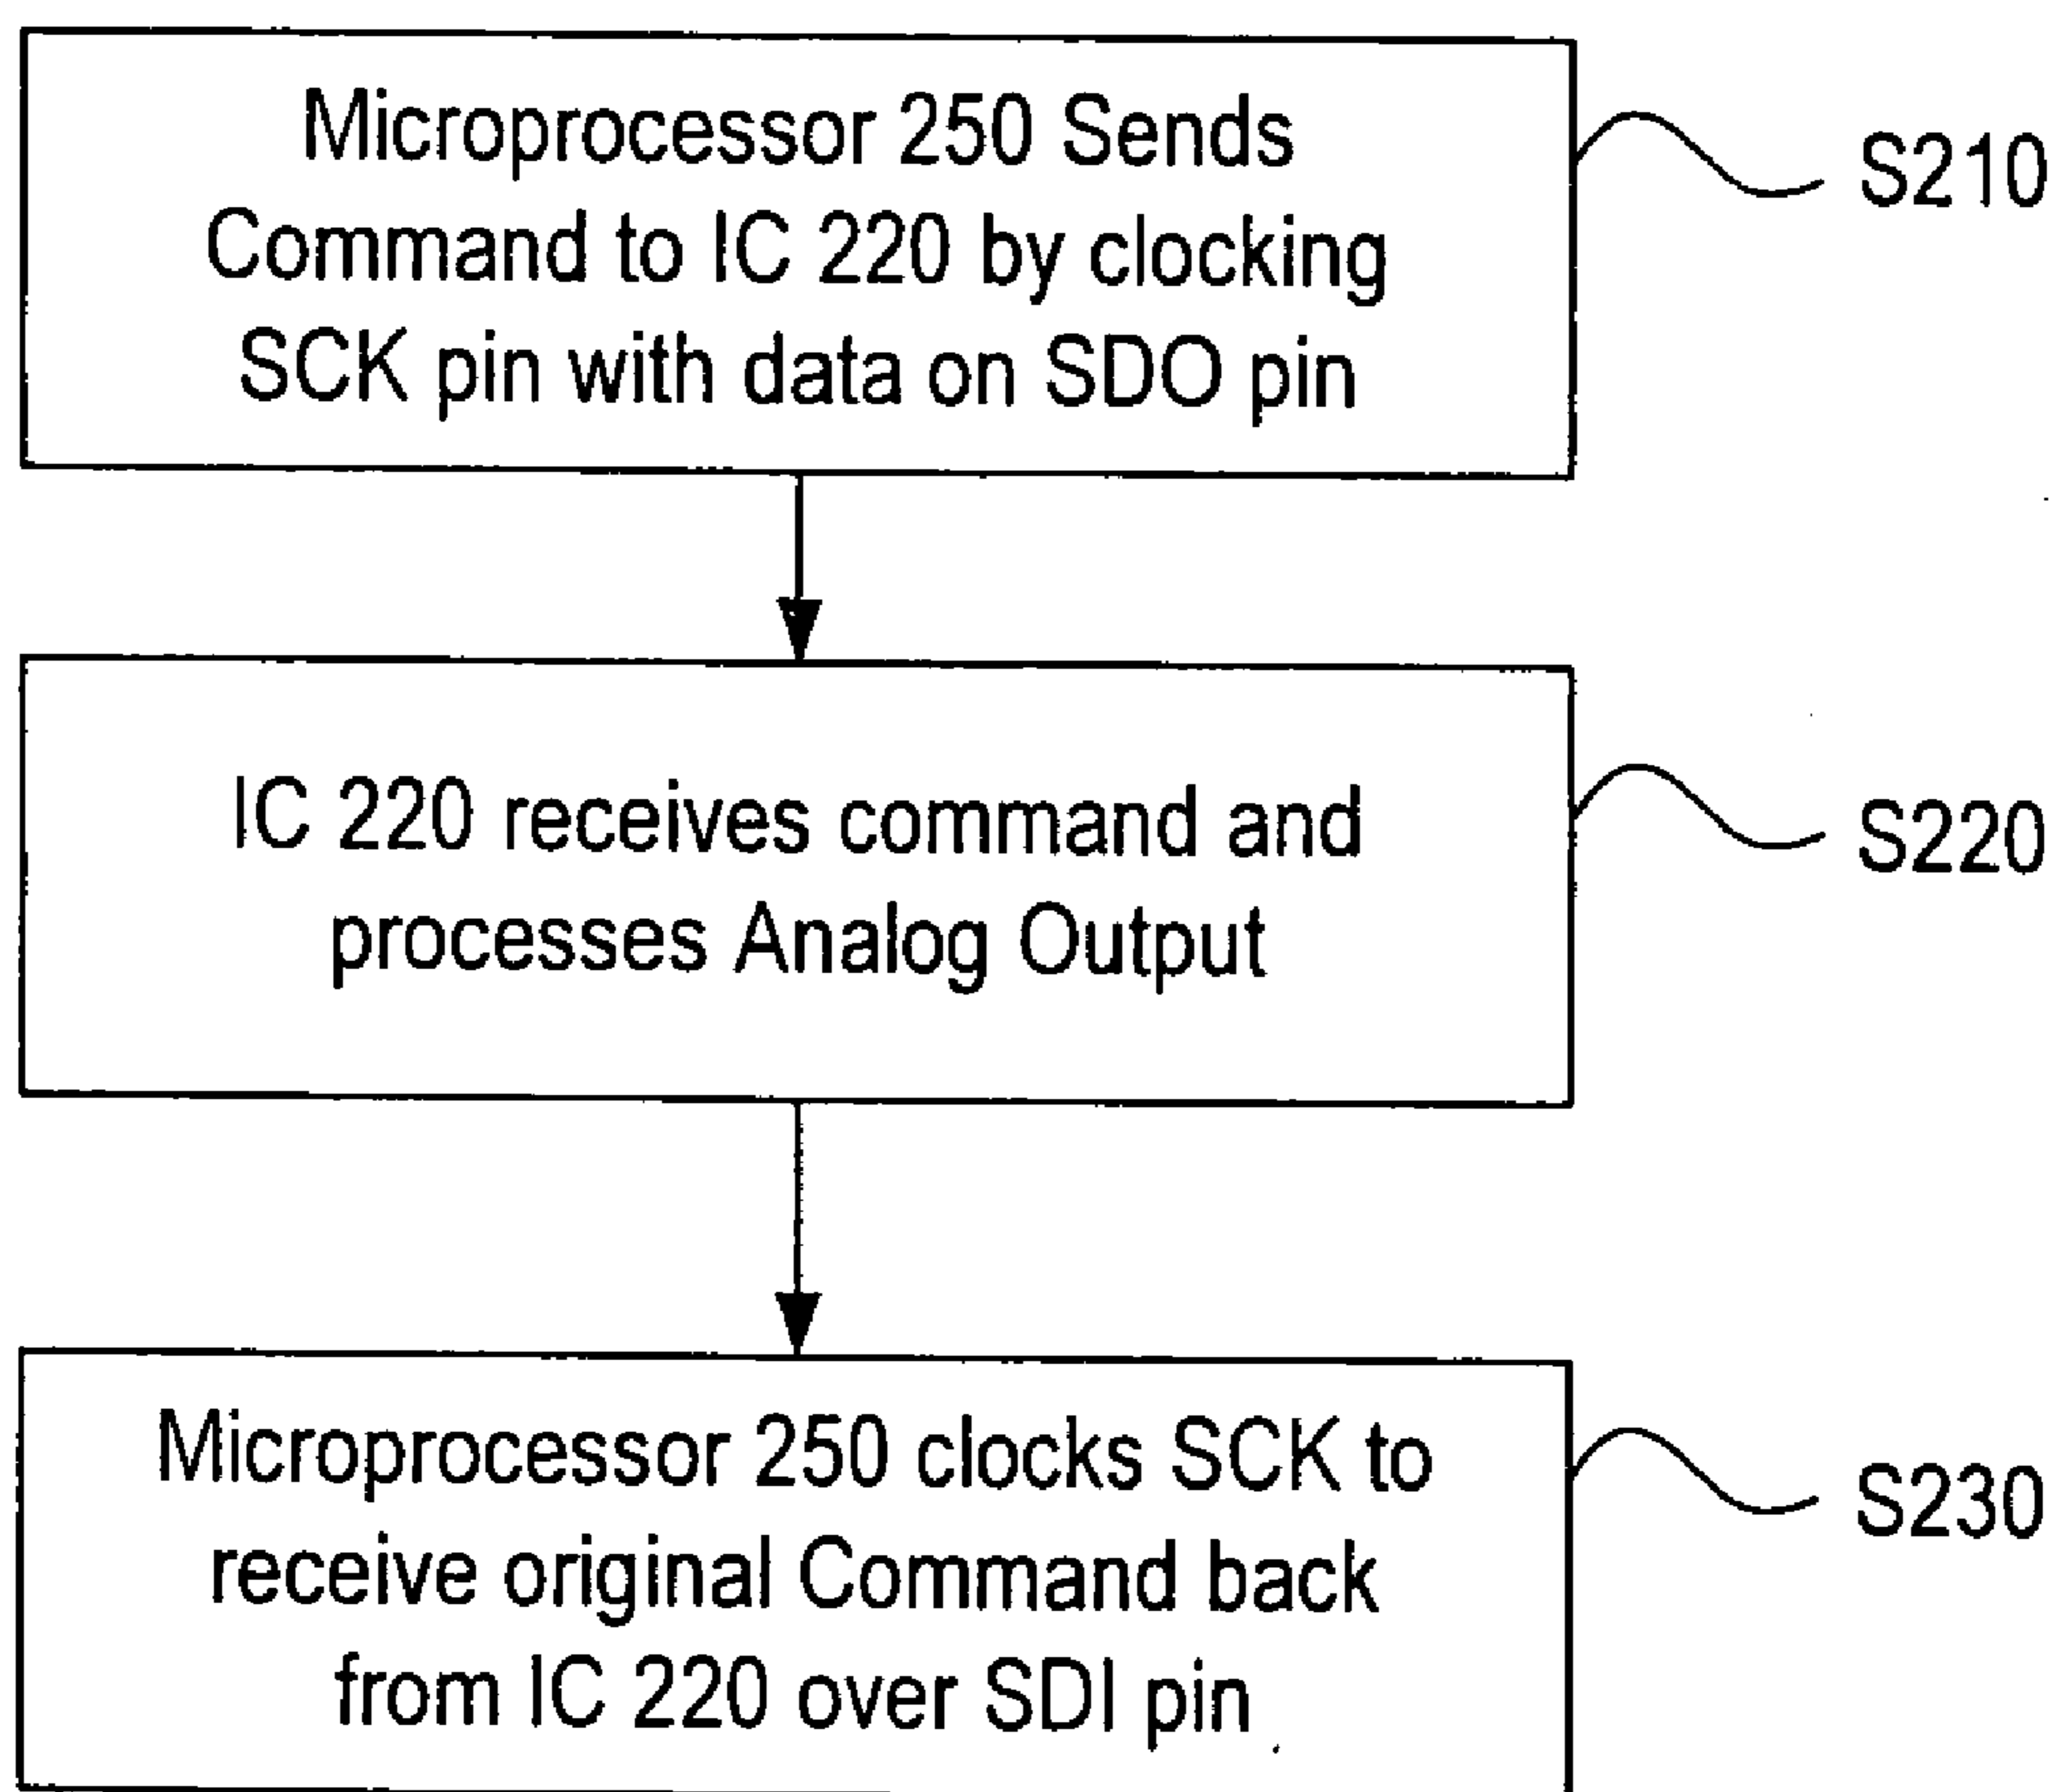 Microprocessor 250 Sends
Command to IC 220 by clocking
SCK pin with data on SDO pin
S210
IC 220 receives command and
processes Analog Output
S220
Microprocessor 250 clocks SCK to
receive original Command back
from IC 220 over SDI pin
S230